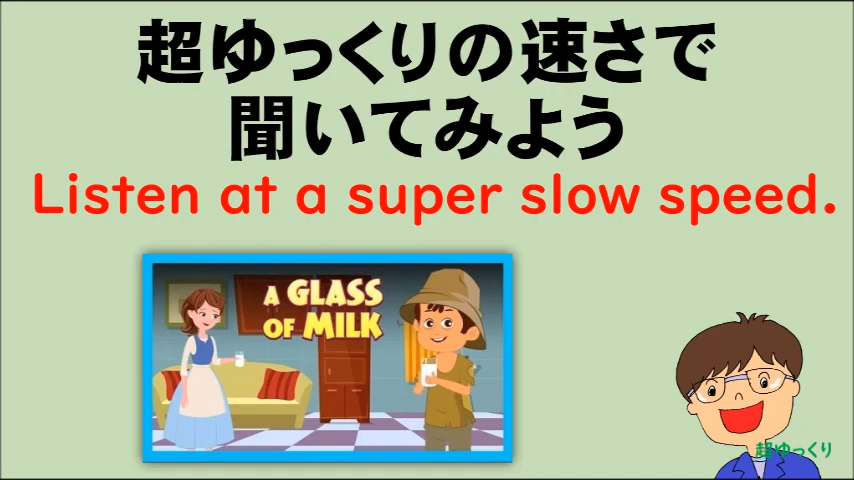 超ゆっくりの速さで
聞いてみよう
Listen at a super slow speed.
A GLASS
OF MILK
超ゆっくり